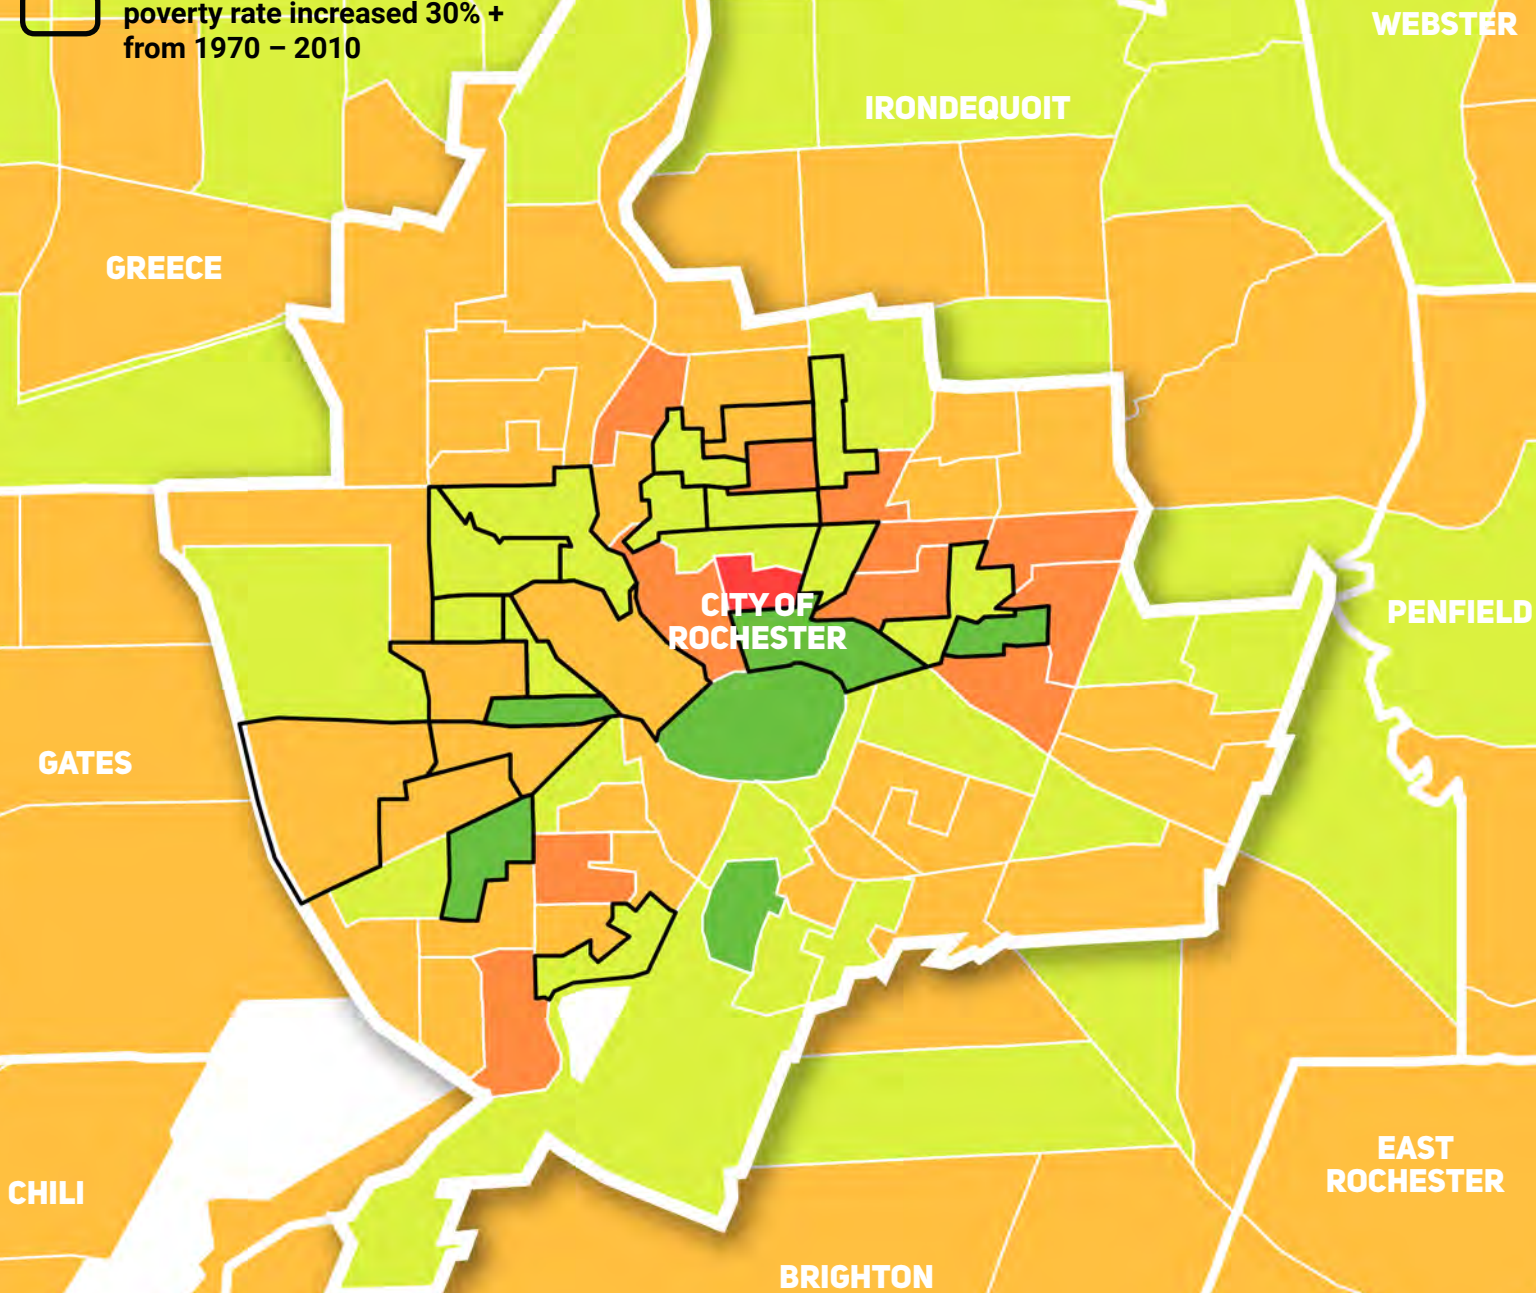 poverty rate increased 30% +
from 1970 – 2010
WEBSTER
IRONDEQUOIT
GREECE
CITY OF
ROCHESTER
PENFIELD
GATES
EAST
ROCHESTER
CHILI
BRIGHTON